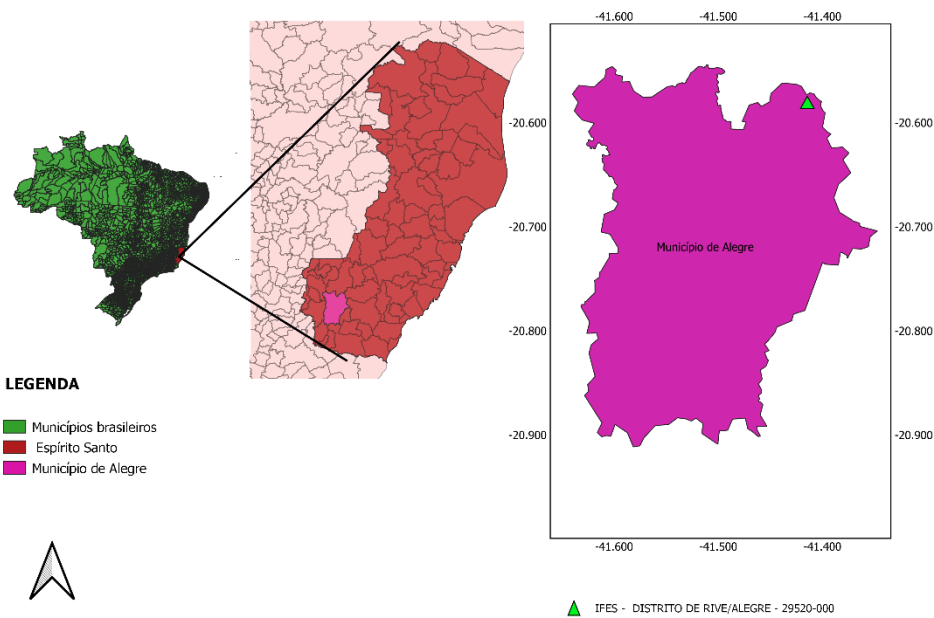 -41.600 -41.500 -41.400
-20.600 -20.600
-20.700 -20.700
Município de Alegre
-20.800 -20.800
-20.900 -20.900
-41.600 -41.500 -41.400
LEGENDA
Municípios brasileiros
Espírito Santo
Município de Alegre
IFES - DISTRITO DE RIVE/ALEGRE - 29520-000